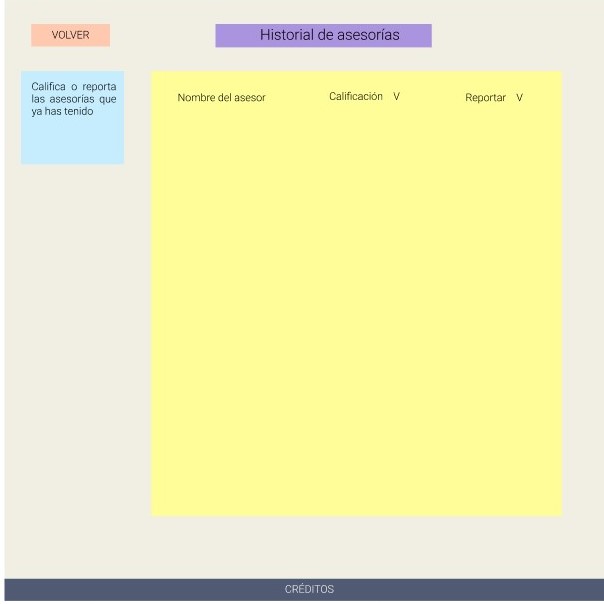 VOLVER
Historial de asesorías
Califica o reporta
las asesorías que
ya has tenido
Nombre del asesor
Calificación V
Reportar V
CRÉDITOS